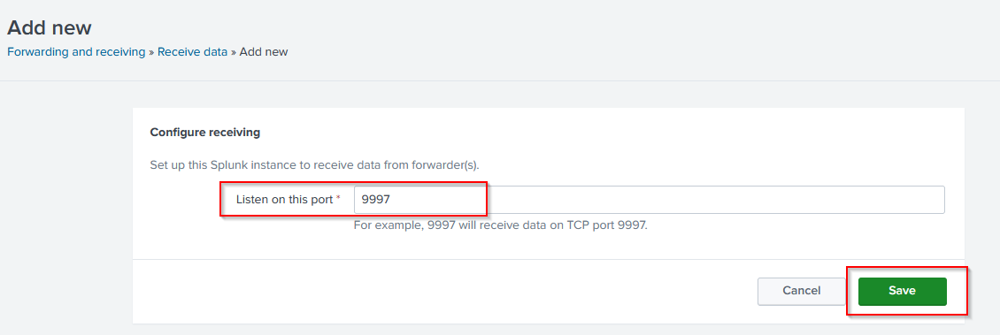 Add new
Forwarding and receiving » Receive data » Add new
Configure receiving
Set up this Splunk instance to receive data from forwarder(s).
Listen on this port * 9997
For example, 9997 will receive data on TCP port 9997.
Cancel Save